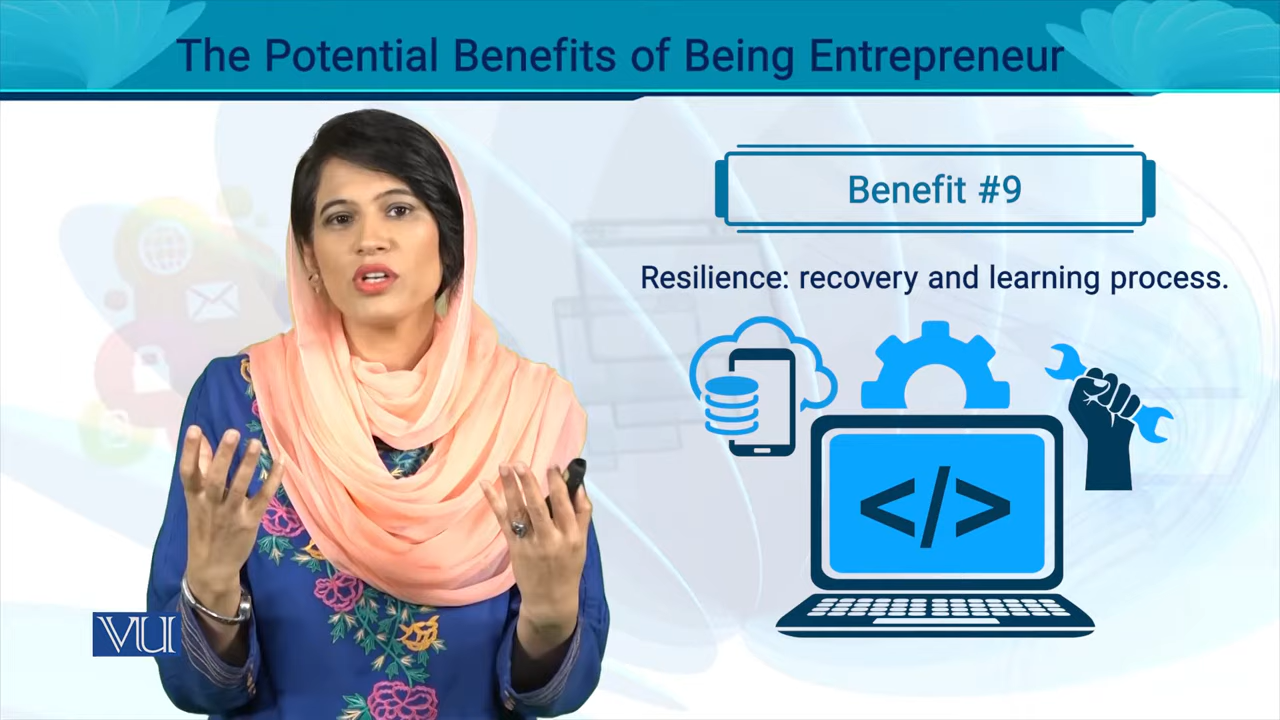 The Potential Benefits of Being Entrepreneur
Benefit #9
Resilience: recovery and learning process.
</>
VU